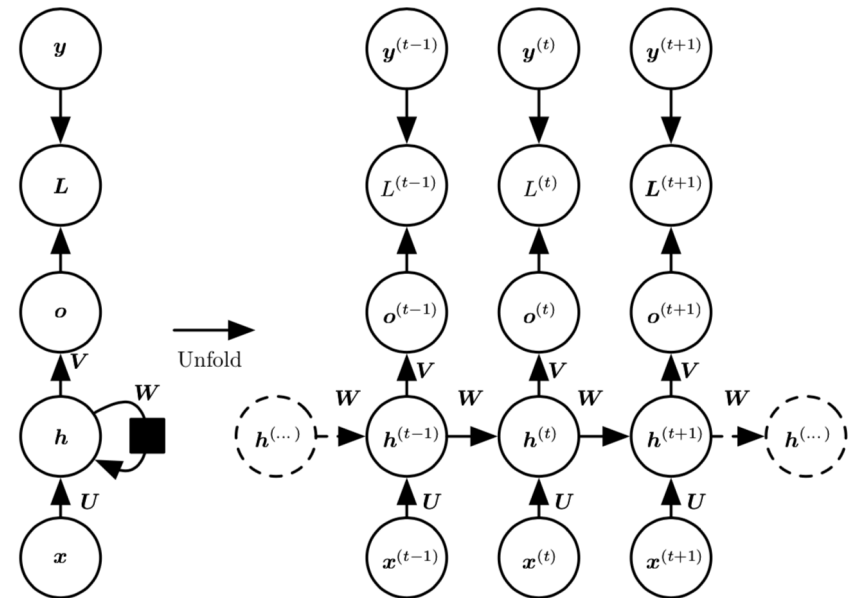 y y^(t−1) y^(t) y^(t+1)
L L^(t−1) L^(t) L^(t+1)
o o^(t−1) o^(t) o^(t+1)
Unfold
V V V V
W W W W W
h h^(...) h^(t−1) h^(t) h^(t+1) h^(...)
U U U U
x x^(t−1) x^(t) x^(t+1)